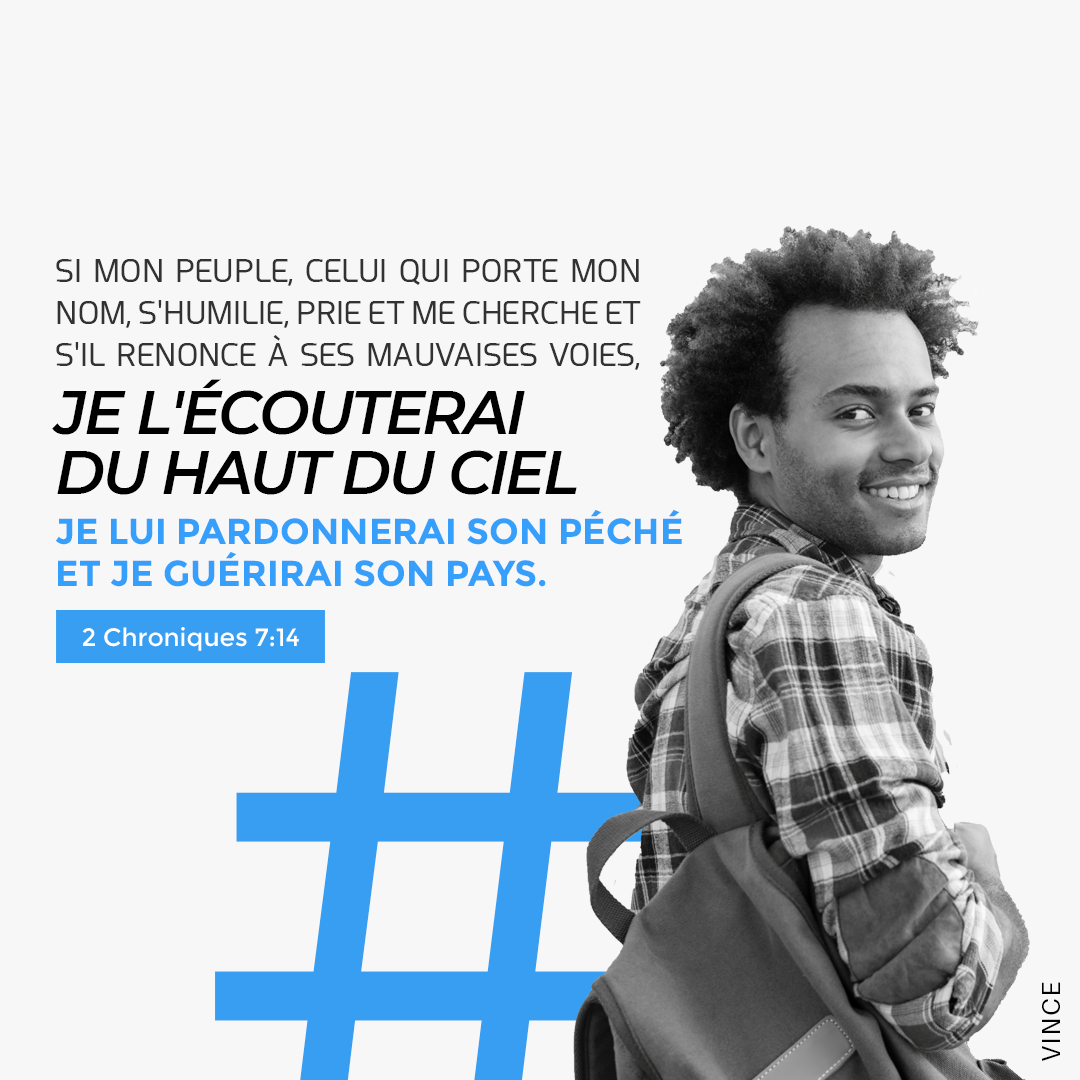 SI MON PEUPLE, CELUI QUI PORTE MON
NOM, S'HUMILIE, PRIE ET ME CHERCHE ET
S'IL RENONCE À SES MAUVAISES VOIES,
JE L'ÉCOUTERAI
DU HAUT DU CIEL
JE LUI PARDONNERAI SON PÉCHÉ
ET JE GUÉRIRAI SON PAYS.
2 Chroniques 7:14
#
VINCE